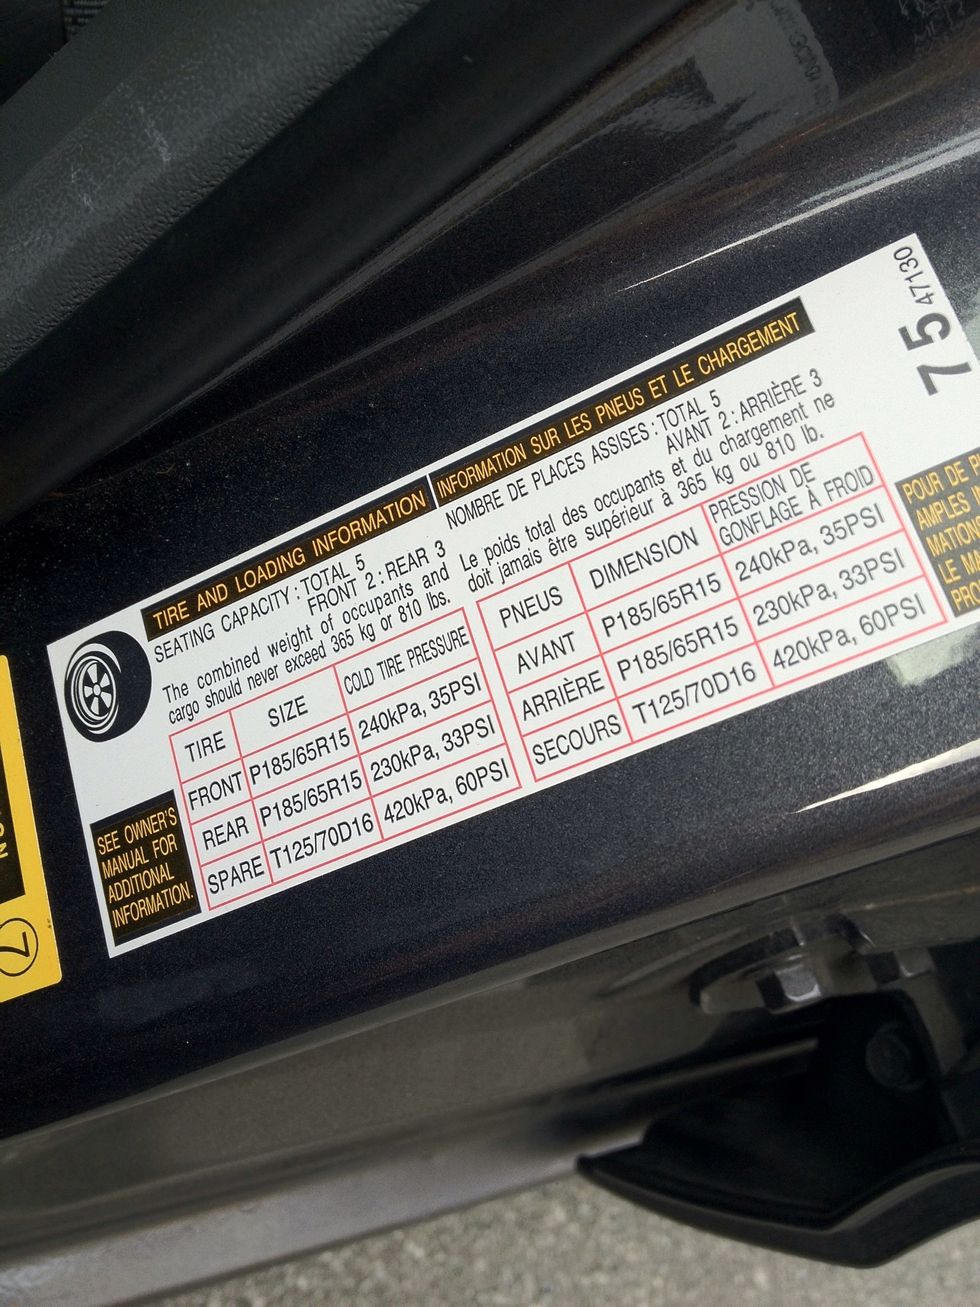 TIRE AND LOADING INFORMATION
SEATING CAPACITY : TOTAL 5
FRONT 2 : REAR 3
The combined weight of occupants and
cargo should never exceed 365 kg or 810 lbs.
TIRE SIZE COLD TIRE PRESSURE
FRONT P185/65R15 240kPa, 35PSI
REAR P185/65R15 230kPa, 33PSI
SPARE T125/70D16 420kPa, 60PSI
SEE OWNER'S
MANUAL FOR
ADDITIONAL
INFORMATION.
INFORMATION SUR LES PNEUS ET LE CHARGEMENT
NOMBRE DE PLACES ASSISES : TOTAL 5
AVANT 2 : ARRIÈRE 3
Le poids total des occupants et du chargement ne
doit jamais être supérieur à 365 kg ou 810 lb.
PNEUS DIMENSION PRESSION DE
GONFLAGE À FROID
AVANT P185/65R15 240kPa, 35PSI
ARRIÈRE P185/65R15 230kPa, 33PSI
SECOURS T125/70D16 420kPa, 60PSI
POUR DE
AMPLES
LE
75 47130
7